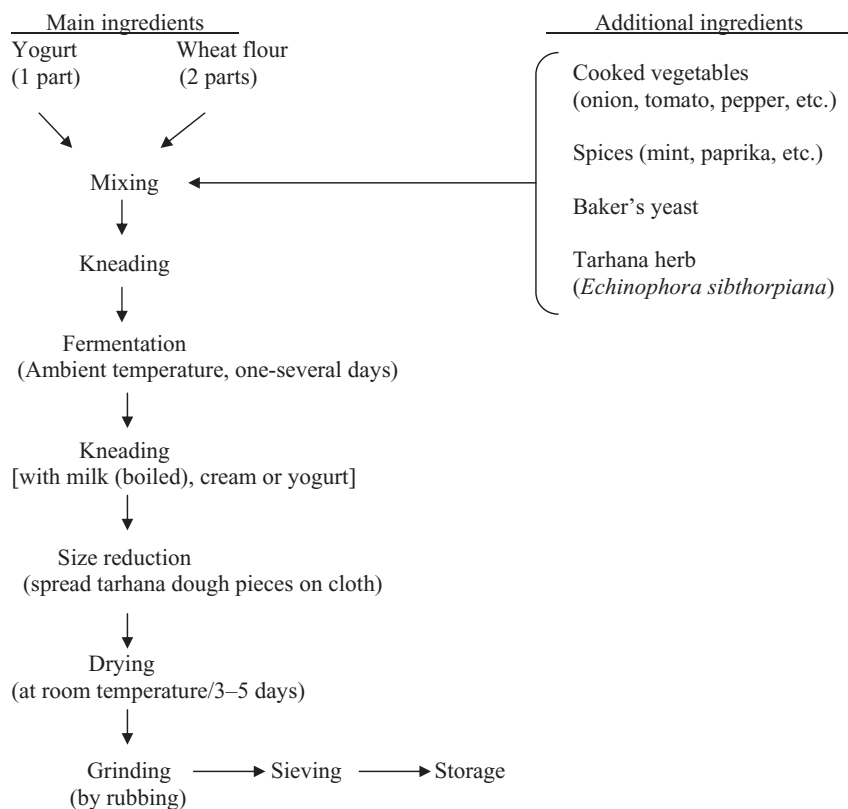 Main ingredients
Additional ingredients
Yogurt
(1 part)
Wheat flour
(2 parts)
Cooked vegetables
(onion, tomato, pepper, etc.)
Spices (mint, paprika, etc.)
Baker’s yeast
Tarhana herb
(Echinophora sibthorpiana)
Mixing
Kneading
Fermentation
(Ambient temperature, one-several days)
Kneading
[with milk (boiled), cream or yogurt]
Size reduction
(spread tarhana dough pieces on cloth)
Drying
(at room temperature/3–5 days)
Grinding
(by rubbing)
Sieving
Storage